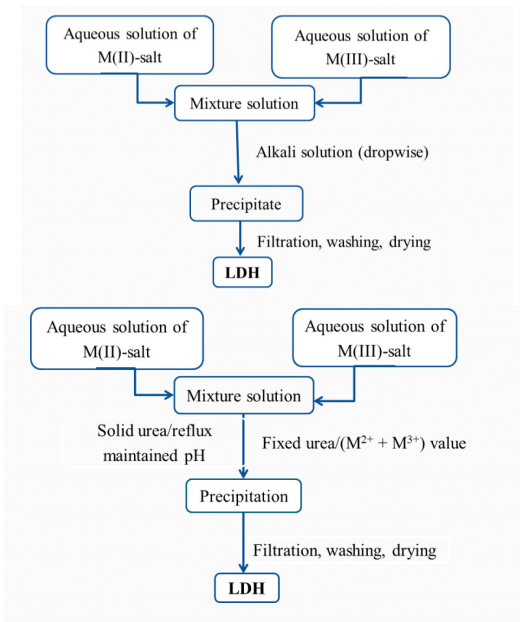 Aqueous solution of
M(II)-salt
Aqueous solution of
M(III)-salt
Mixture solution
Alkali solution (dropwise)
Precipitate
Filtration, washing, drying
LDH
Aqueous solution of
M(II)-salt
Aqueous solution of
M(III)-salt
Mixture solution
Solid urea/reflux
maintained pH
Fixed urea/(M²⁺ + M³⁺) value
Precipitation
Filtration, washing, drying
LDH